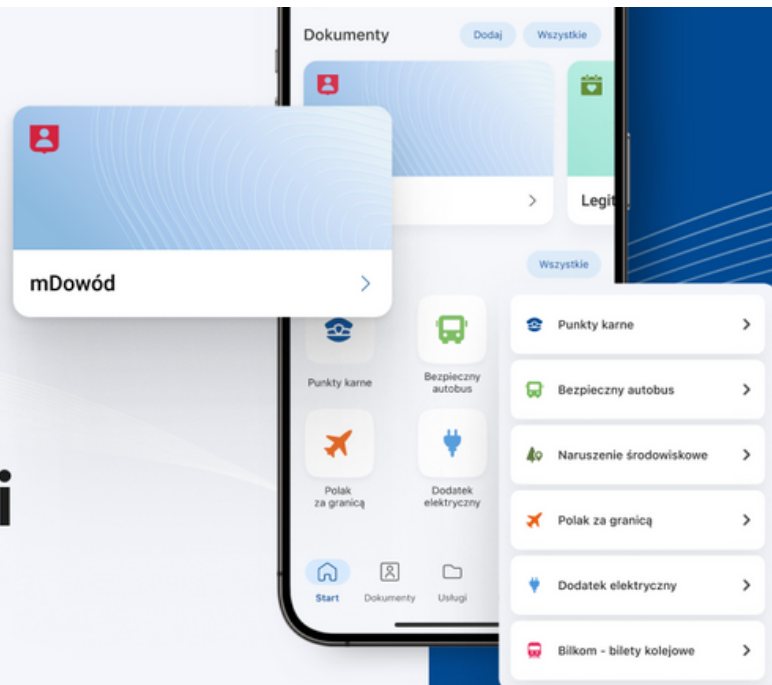 Dokumenty
Dodaj
Wszystkie
mDowód
Legit
Wszystkie
Punkty karne
Bezpieczny
autobus
Polak
za granicą
Dodatek
elektryczny
Start
Dokumenty
Usługi
Punkty karne
Bezpieczny autobus
Naruszenie środowiskowe
Polak za granicą
Dodatek elektryczny
Bilkom - bilety kolejowe
i